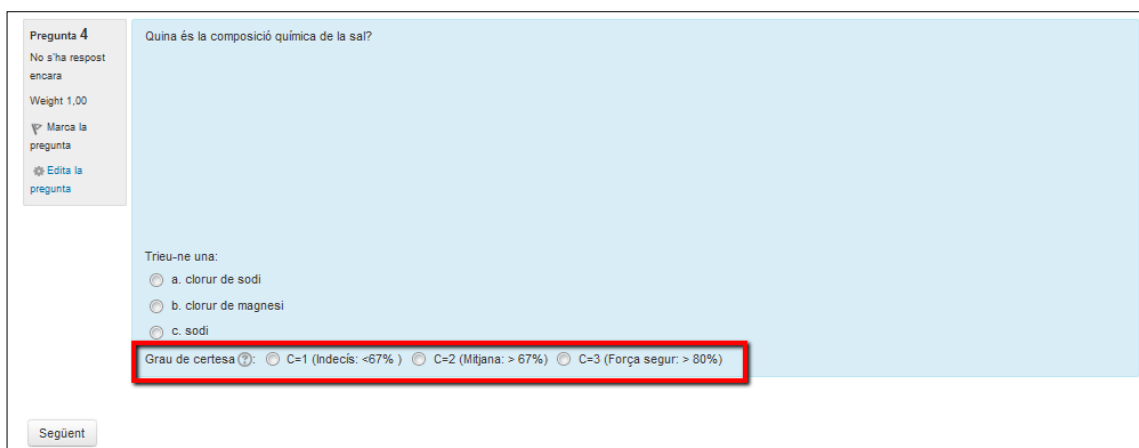 Pregunta 4
No s'ha respost
encara
Weight 1,00
Marca la
pregunta
Edita la
pregunta
Quina és la composició química de la sal?
Trieu-ne una:
a. clorur de sodi
b. clorur de magnesi
c. sodi
Grau de certesa ?: C=1 (Indecís: <67% ) C=2 (Mitjana: > 67%) C=3 (Força segur: > 80%)
Següent